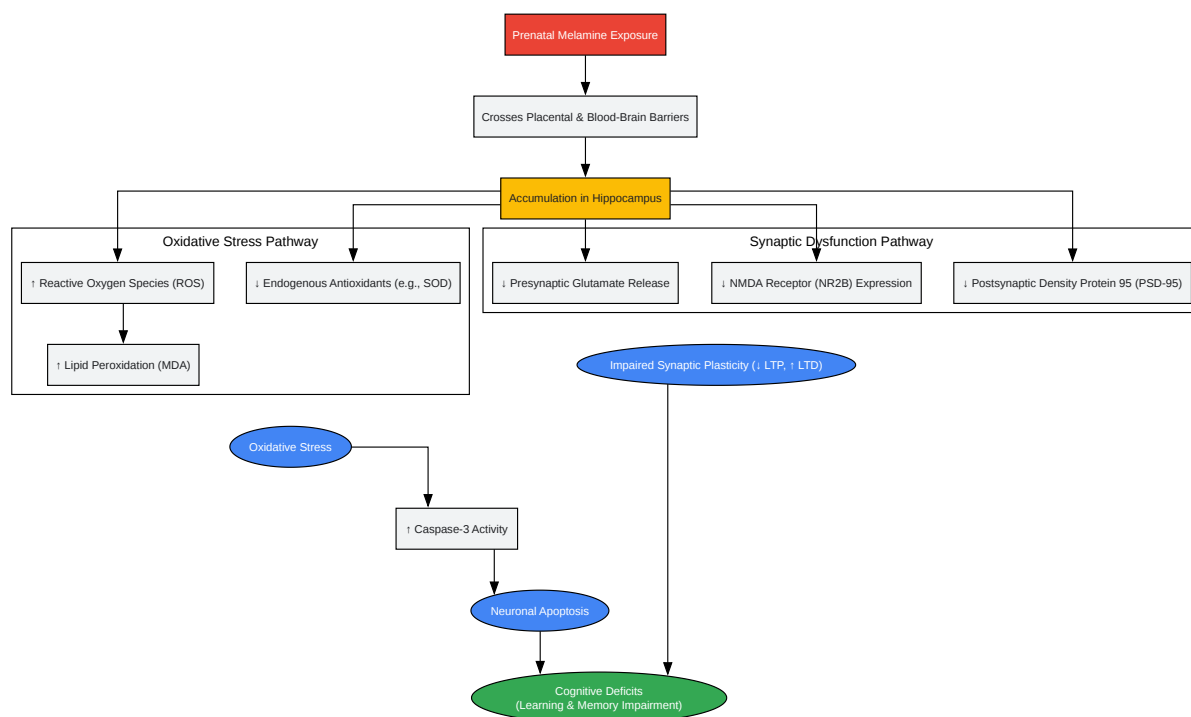 Prenatal Melamine Exposure
Crosses Placental & Blood-Brain Barriers
Accumulation in Hippocampus
Oxidative Stress Pathway
Synaptic Dysfunction Pathway
↑ Reactive Oxygen Species (ROS)
↓ Endogenous Antioxidants (e.g., SOD)
↓ Presynaptic Glutamate Release
↓ NMDA Receptor (NR2B) Expression
↓ Postsynaptic Density Protein 95 (PSD-95)
↑ Lipid Peroxidation (MDA)
Impaired Synaptic Plasticity (↓ LTP, ↑ LTD)
Oxidative Stress
↑ Caspase-3 Activity
Neuronal Apoptosis
Cognitive Deficits
(Learning & Memory Impairment)